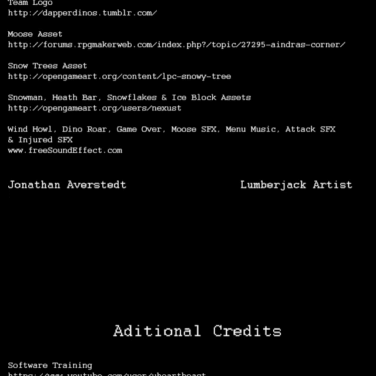 Team Logo
http://dapperdinos.tumblr.com/
Moose Asset
http://forums.rpgmakerweb.com/index.php?/topic/27295-aindras-corner/
Snow Trees Asset
http://opengameart.org/content/lpc-snowy-tree
Snowman, Heath Bar, Snowflakes & Ice Block Assets
http://opengameart.org/users/nexust
Wind Howl, Dino Roar, Game Over, Moose SFX, Menu Music, Attack SFX
& Injured SFX
www.freeSoundEffect.com
Jonathan Averstedt Lumberjack Artist
Aditional Credits
Software Training